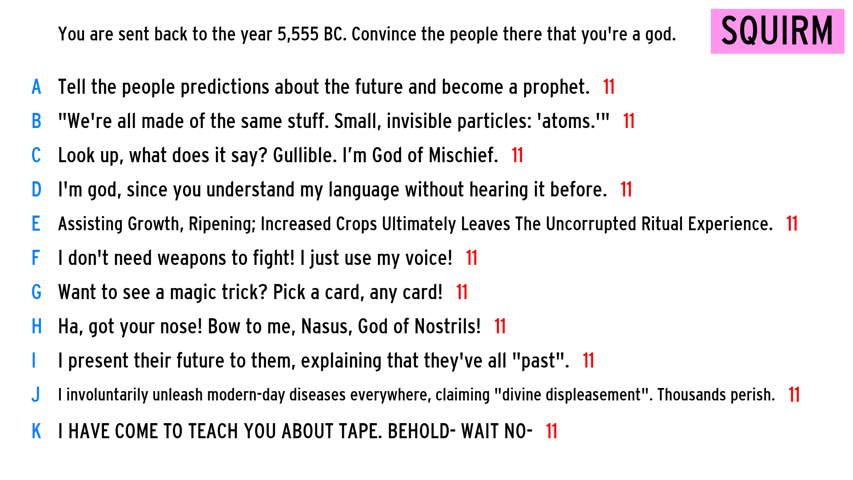 You are sent back to the year 5,555 BC. Convince the people there that you're a god.
SQUIRM
A Tell the people predictions about the future and become a prophet. 11
B "We're all made of the same stuff. Small, invisible particles: 'atoms.'" 11
C Look up, what does it say? Gullible. I'm God of Mischief. 11
D I'm god, since you understand my language without hearing it before. 11
E Assisting Growth, Ripening; Increased Crops Ultimately Leaves The Uncorrupted Ritual Experience. 11
F I don't need weapons to fight! I just use my voice! 11
G Want to see a magic trick? Pick a card, any card! 11
H Ha, got your nose! Bow to me, Nasus, God of Nostrils! 11
I I present their future to them, explaining that they've all "past". 11
J I involuntarily unleash modern-day diseases everywhere, claiming "divine displeasement". Thousands perish. 11
K I HAVE COME TO TEACH YOU ABOUT TAPE. BEHOLD- WAIT NO- 11